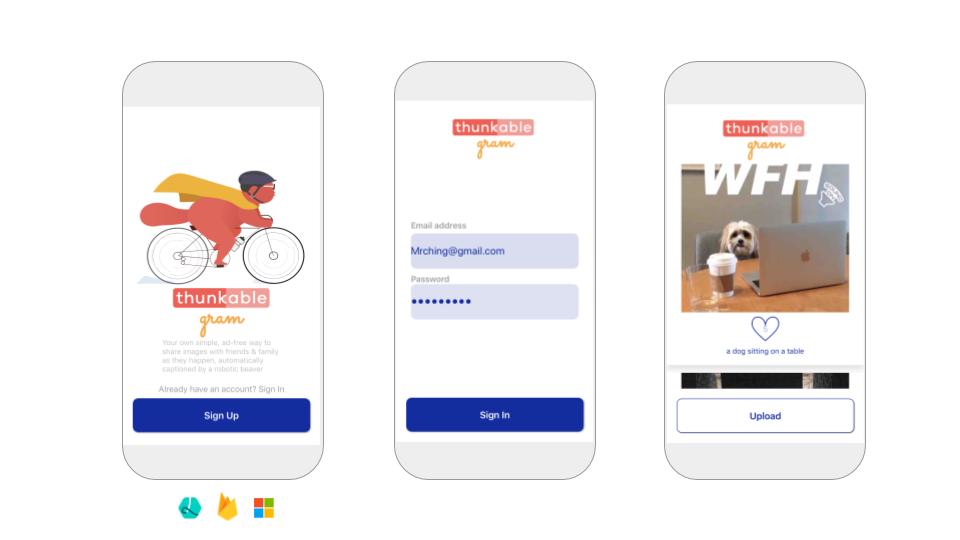 thunkable
gram
Your own simple, ad-free way to
share images with friends & family
as they happen, automatically
captioned by a robotic beaver
Already have an account? Sign In
Sign Up
thunkable
gram
Email address
Mrching@gmail.com
Password
Sign In
thunkable
gram
WFH
5
a dog sitting on a table
Upload